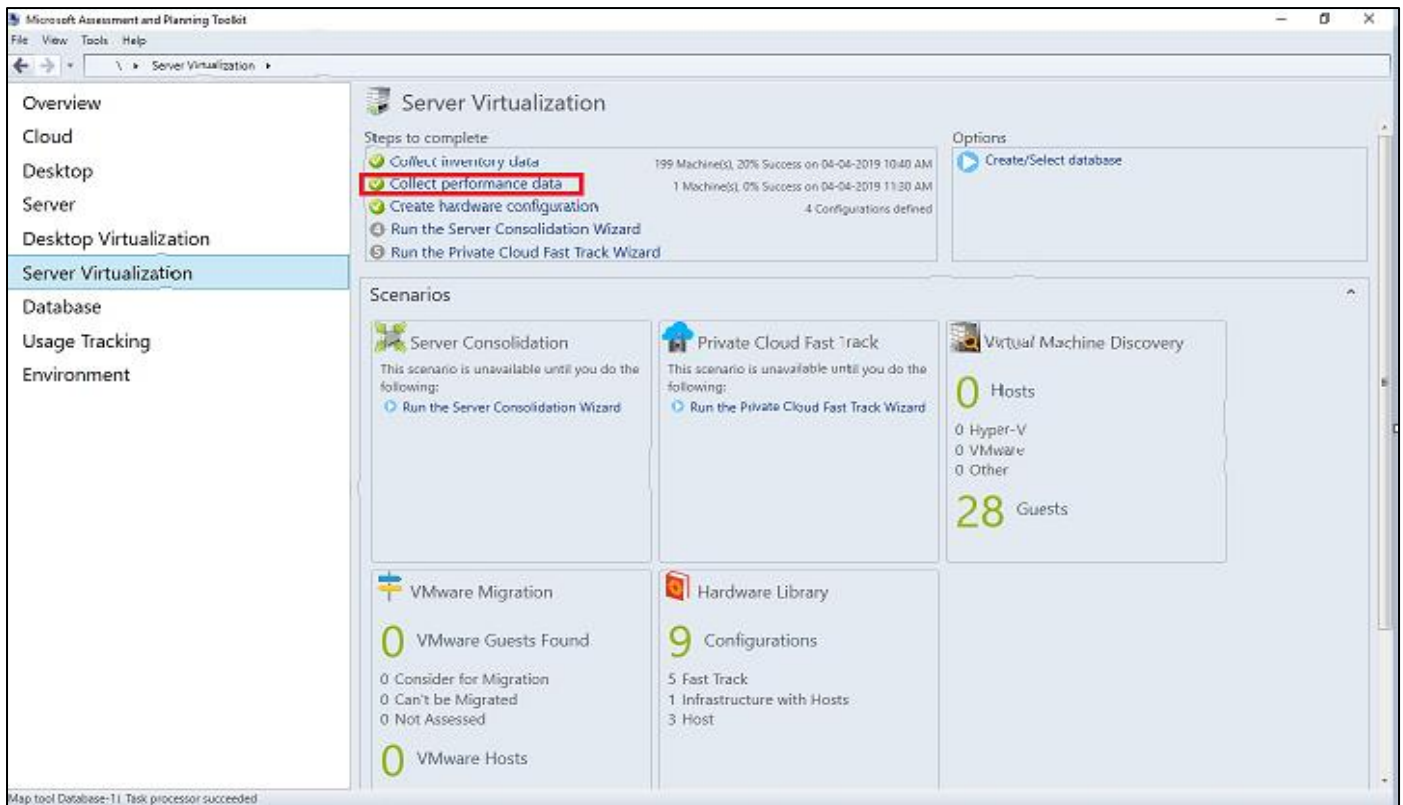 Microsoft Assessment and Planning Toolkit
File View Tools Help
\ ▸ Server Virtualization ▸
Overview
Cloud
Desktop
Server
Desktop Virtualization
Server Virtualization
Database
Usage Tracking
Environment
Server Virtualization
Steps to complete
Collect inventory data 199 Machine(s), 20% Success on 04-04-2019 10:40 AM
Collect performance data 1 Machine(s), 0% Success on 04-04-2019 11:30 AM
Create hardware configuration 4 Configurations defined
4 Run the Server Consolidation Wizard
5 Run the Private Cloud Fast Track Wizard
Options
Create/Select database
Scenarios
Server Consolidation
This scenario is unavailable until you do the
following:
Run the Server Consolidation Wizard
Private Cloud Fast Track
This scenario is unavailable until you do the
following:
Run the Private Cloud Fast Track Wizard
Virtual Machine Discovery
0 Hosts
0 Hyper-V
0 VMware
0 Other
28 Guests
VMware Migration
0 VMware Guests Found
0 Consider for Migration
0 Can't be Migrated
0 Not Assessed
0 VMware Hosts
Hardware Library
9 Configurations
5 Fast Track
1 Infrastructure with Hosts
3 Host
Map tool Database-1| Task processor succeeded